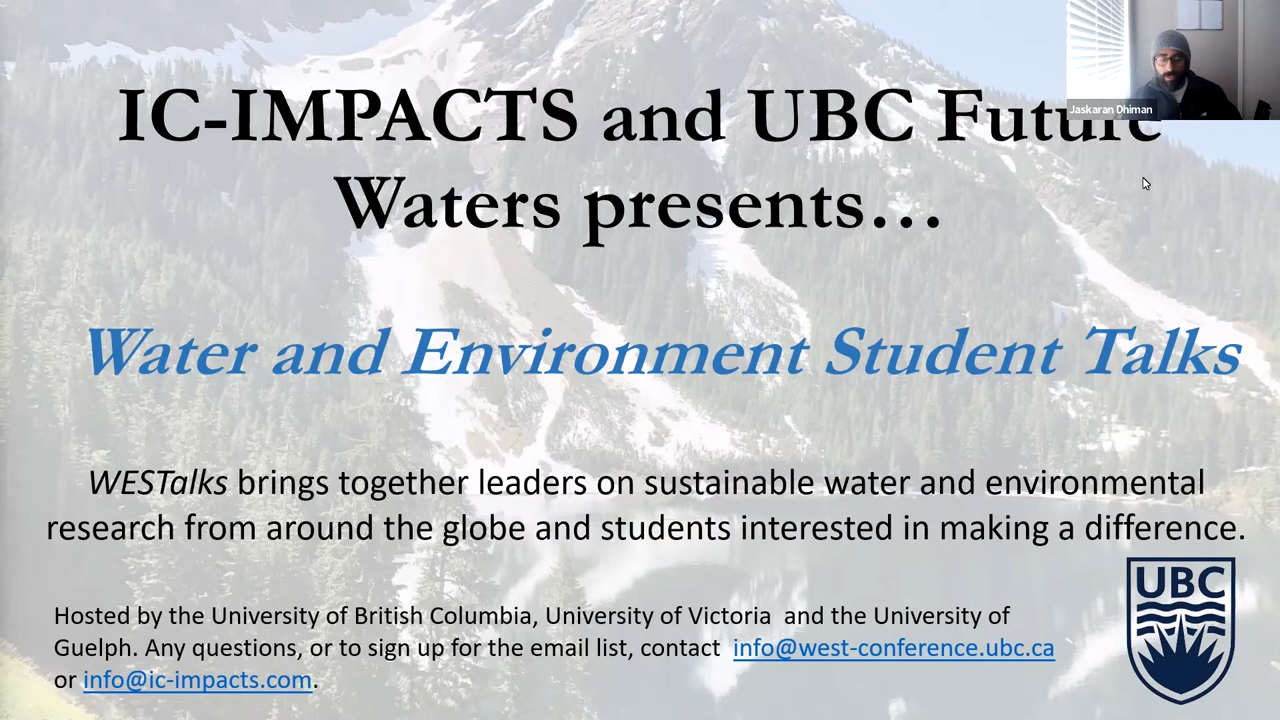 IC-IMPACTS and UBC Future
Waters presents...
Jaskaran Dhiman
Water and Environment Student Talks
WESTalks brings together leaders on sustainable water and environmental
research from around the globe and students interested in making a difference.
Hosted by the University of British Columbia, University of Victoria and the University of
Guelph. Any questions, or to sign up for the email list, contact info@west-conference.ubc.ca
or info@ic-impacts.com.
UBC